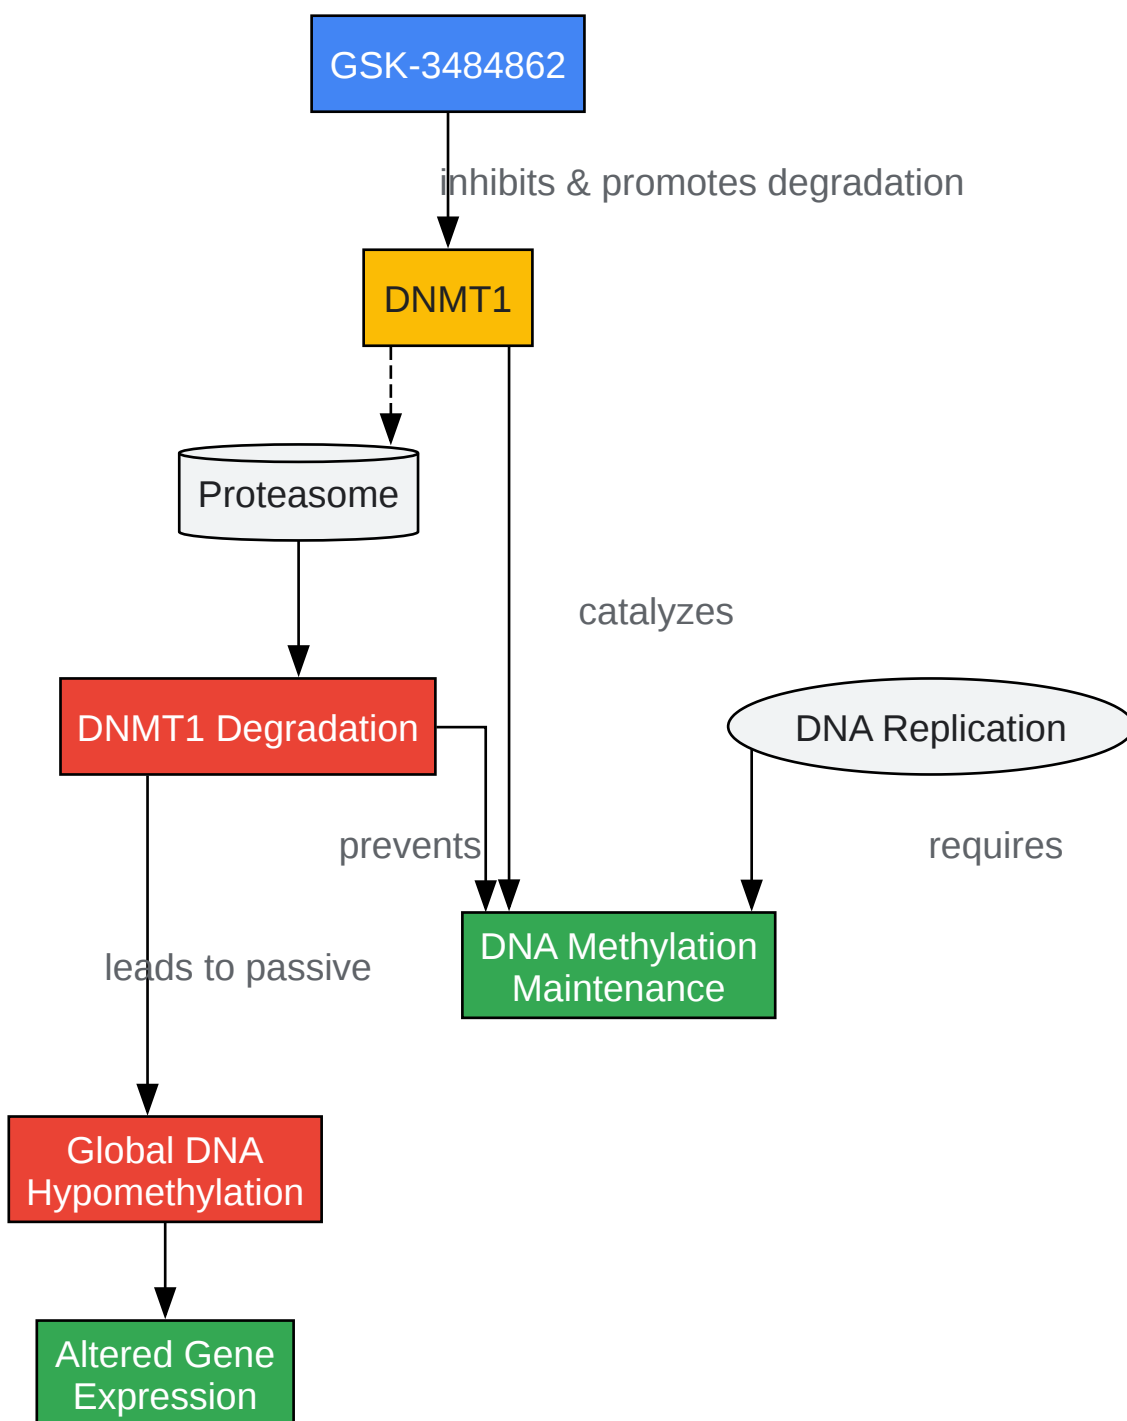 GSK-3484862
inhibits & promotes degradation
DNMT1
Proteasome
catalyzes
DNMT1 Degradation
DNA Replication
prevents
requires
DNA Methylation
Maintenance
leads to passive
Global DNA
Hypomethylation
Altered Gene
Expression